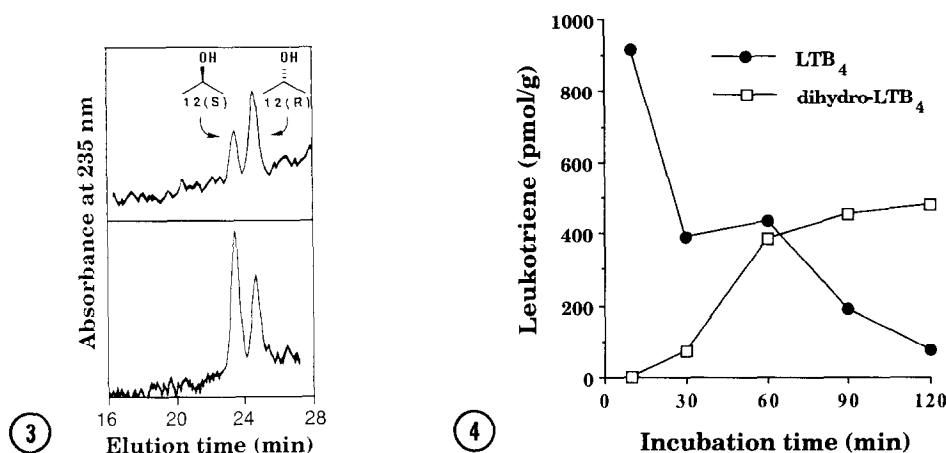 OH OH
12(S) 12(R)
Absorbance at 235 nm
16 20 24 28
Elution time (min)
3
1000
800
600
400
200
0
LTB4
dihydro-LTB4
Leukotriene (pmol/g)
0 30 60 90 120
Incubation time (min)
4